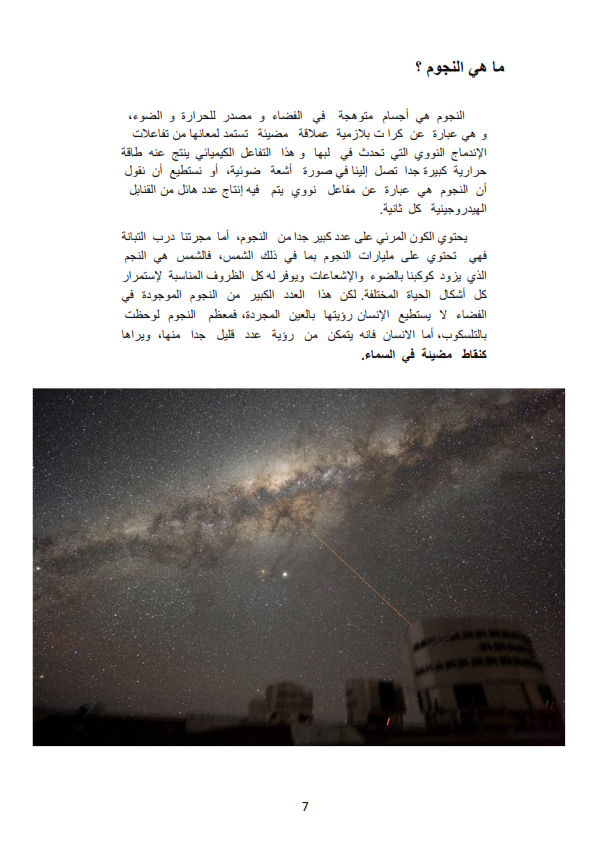 ما هي النجوم ؟
النجوم هي أجسام متوهجة في الفضاء و مصدر للحرارة و الضوء،
و هي عبارة عن كرات بلازمية عملاقة مضيئة تستمد لمعانها من تفاعلات
الإندماج النووي التي تحدث في لبها و هذا التفاعل الكيميائي ينتج عنه طاقة
حرارية كبيرة جدا تصل إلينا في صورة أشعة ضوئية، أو نستطيع أن نقول
أن النجوم هي عبارة عن مفاعل نووي يتم فيه إنتاج عدد هائل من القنابل
الهيدروجينية كل ثانية.
يحتوي الكون المرئي على عدد كبير جدا من النجوم، أما مجرتنا درب التبانة
فهي تحتوي على مليارات النجوم بما في ذلك الشمس، فالشمس هي النجم
الذي يزود كوكبنا بالضوء والإشعاعات ويوفر له كل الظروف المناسبة لإستمرار
كل أشكال الحياة المختلفة. لكن هذا العدد الكبير من النجوم الموجودة في
الفضاء لا يستطيع الإنسان رؤيتها بالعين المجردة، فمعظم النجوم لوحظت
بالتلسكوب، أما الانسان فانه يتمكن من رؤية عدد قليل جدا منها، ويراها
كنقاط مضيئة في السماء.
7